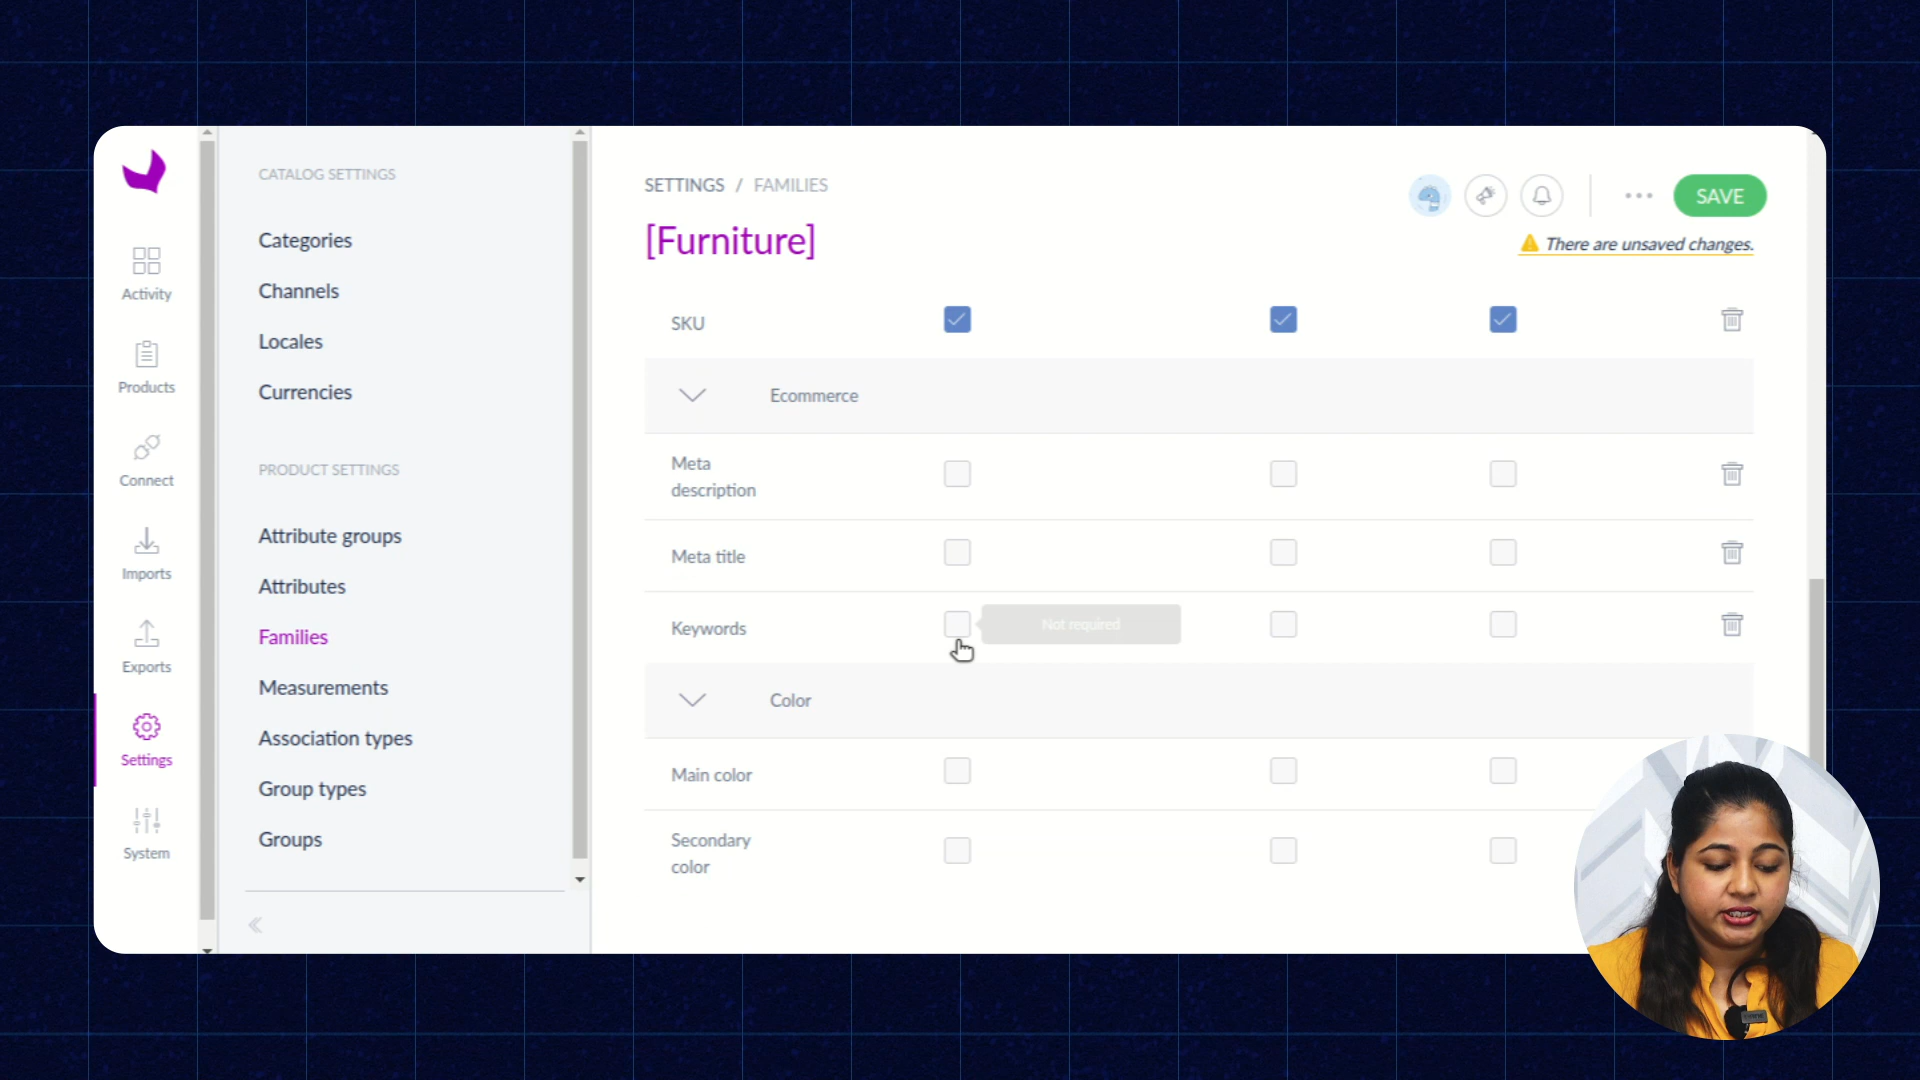 CATALOG SETTINGS
Categories
Channels
Locales
Currencies
PRODUCT SETTINGS
Attribute groups
Attributes
Families
Measurements
Association types
Group types
Groups
Activity
Products
Connect
Imports
Exports
Settings
System
SETTINGS / FAMILIES
[Furniture]
SAVE
There are unsaved changes.
SKU
Ecommerce
Meta
description
Meta title
Keywords
Not required
Color
Main color
Secondary
color